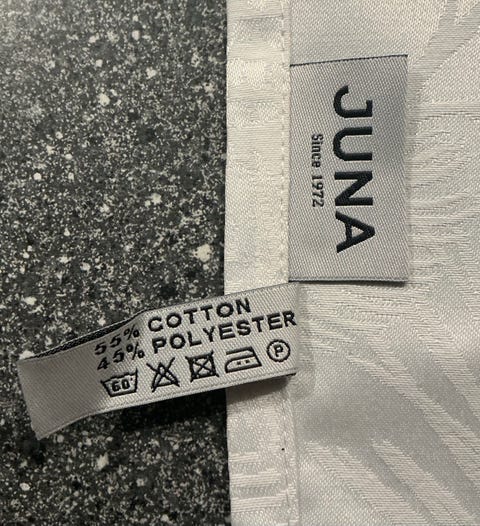 JUNA
Since 1972
55% COTTON
45% POLYESTER
60
P